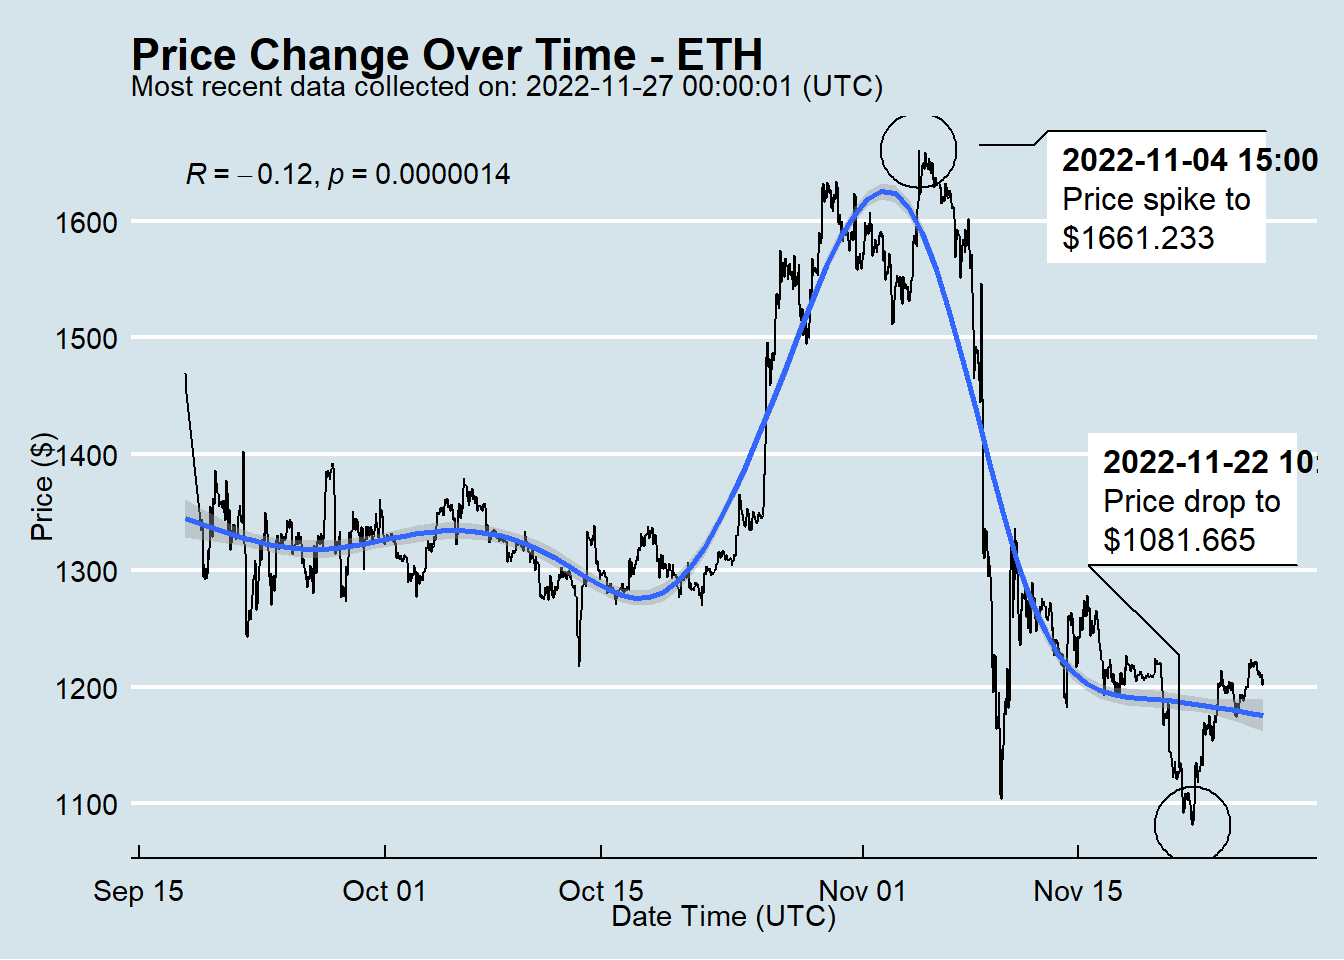 Price Change Over Time - ETH
Most recent data collected on: 2022-11-27 00:00:01 (UTC)
R = −0.12, p = 0.0000014
2022-11-04 15:00
Price spike to
$1661.233
1600
1500
1400
1300
1200
1100
Price ($)
2022-11-22 10:
Price drop to
$1081.665
Sep 15
Oct 01
Oct 15
Nov 01
Nov 15
Date Time (UTC)